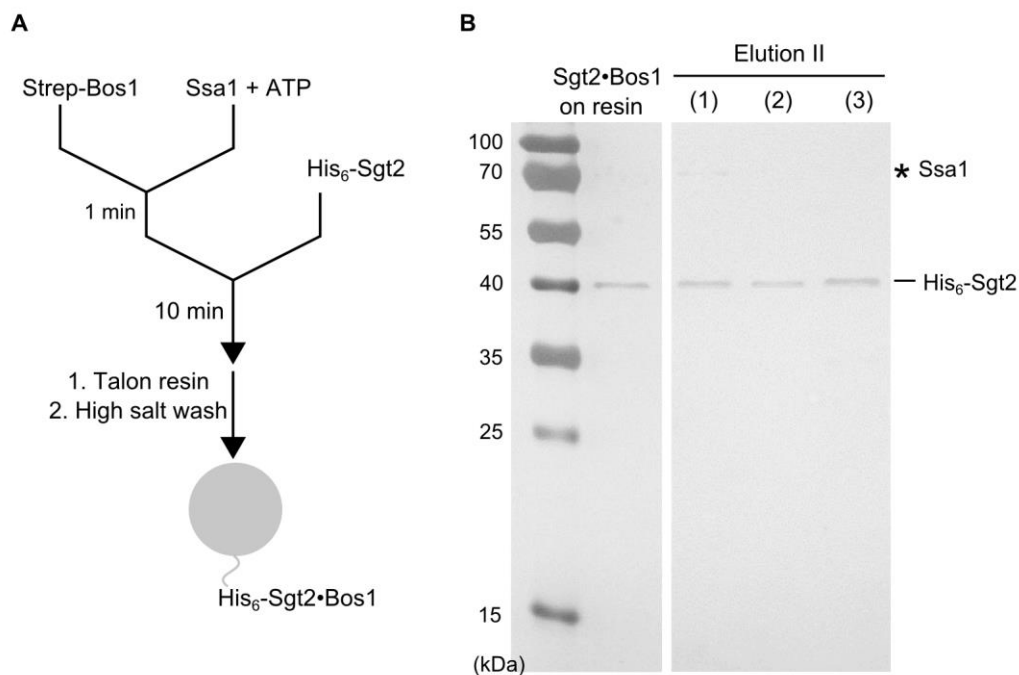 A
Strep-Bos1
Ssa1 + ATP
His₆-Sgt2
1 min
10 min
1. Talon resin
2. High salt wash
His₆-Sgt2•Bos1
B
Sgt2•Bos1
on resin
Elution II
(1) (2) (3)
100
70
55
40
35
25
15
(kDa)
* Ssa1
His₆-Sgt2